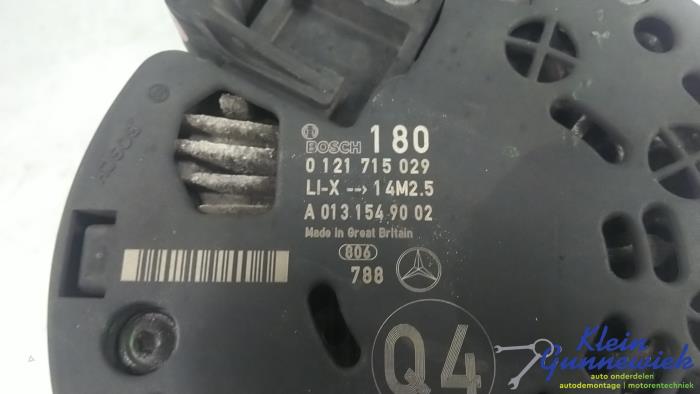 BOSCH 180
0 121 715 029
LI-X --> 14M2.5
A 013 154 90 02
Made in Great Britain
806
788
Q4
BOSCH
Klein
Gunnewiek
auto onderdelen
autodemontage | motorentechniek